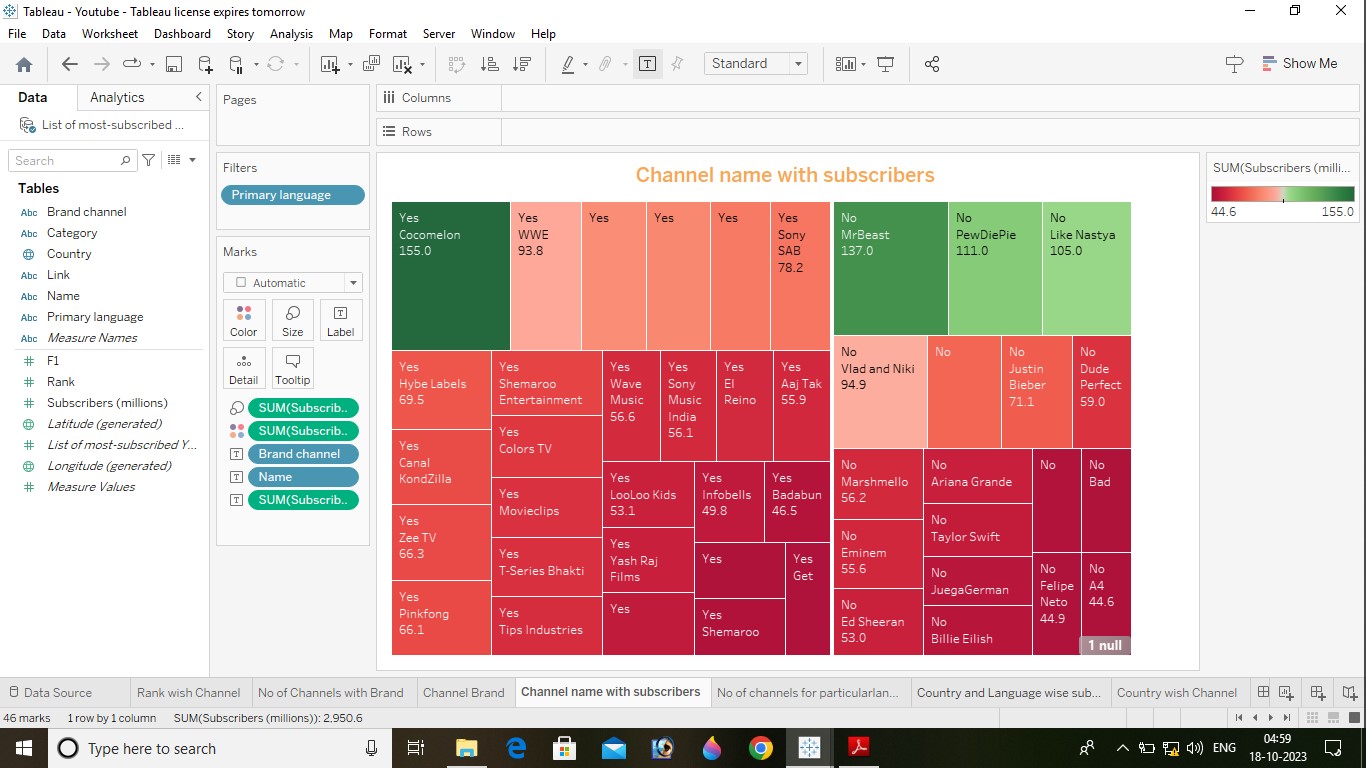 Tableau - Youtube - Tableau license expires tomorrow
File Data Worksheet Dashboard Story Analysis Map Format Server Window Help
Standard
Show Me
Data Analytics
List of most-subscribed ...
Search
Tables
Abc Brand channel
Abc Category
Country
Abc Link
Abc Name
Abc Primary language
Abc Measure Names
# F1
# Rank
# Subscribers (millions)
Latitude (generated)
# List of most-subscribed Y...
Longitude (generated)
# Measure Values
Pages
Filters
Primary language
Marks
Automatic
Color Size Label
Detail Tooltip
SUM(Subscrib..
SUM(Subscrib..
Brand channel
Name
SUM(Subscrib..
Columns
Rows
Channel name with subscribers
Yes
Cocomelon
155.0
Yes
WWE
93.8
Yes
Yes
Yes
Yes
Sony
SAB
78.2
Yes
Hybe Labels
69.5
Yes
Canal
KondZilla
Yes
Zee TV
66.3
Yes
Pinkfong
66.1
Yes
Shemaroo
Entertainment
Yes
Colors TV
Yes
Movieclips
Yes
T-Series Bhakti
Yes
Tips Industries
Yes
Wave
Music
56.6
Yes
Sony
Music
India
56.1
Yes
El
Reino
Yes
Aaj Tak
55.9
Yes
LooLoo Kids
53.1
Yes
Yash Raj
Films
Yes
Yes
Infobells
49.8
Yes
Badabun
46.5
Yes
Yes
Shemaroo
Yes
Get
No
MrBeast
137.0
No
PewDiePie
111.0
No
Like Nastya
105.0
No
Vlad and Niki
94.9
No
No
Justin
Bieber
71.1
No
Dude
Perfect
59.0
No
Marshmello
56.2
No
Eminem
55.6
No
Ed Sheeran
53.0
No
Ariana Grande
No
Taylor Swift
No
JuegaGerman
No
Billie Eilish
No
No
Bad
No
Felipe
Neto
44.9
No
A4
44.6
1 null
SUM(Subscribers (milli...
44.6 155.0
Data Source Rank wish Channel No of Channels with Brand Channel Brand Channel name with subscribers No of channels for particularlan... Country and Language wise sub... Country wish Channel
46 marks 1 row by 1 column SUM(Subscribers (millions)): 2,950.6
Type here to search
ENG
04:59
18-10-2023